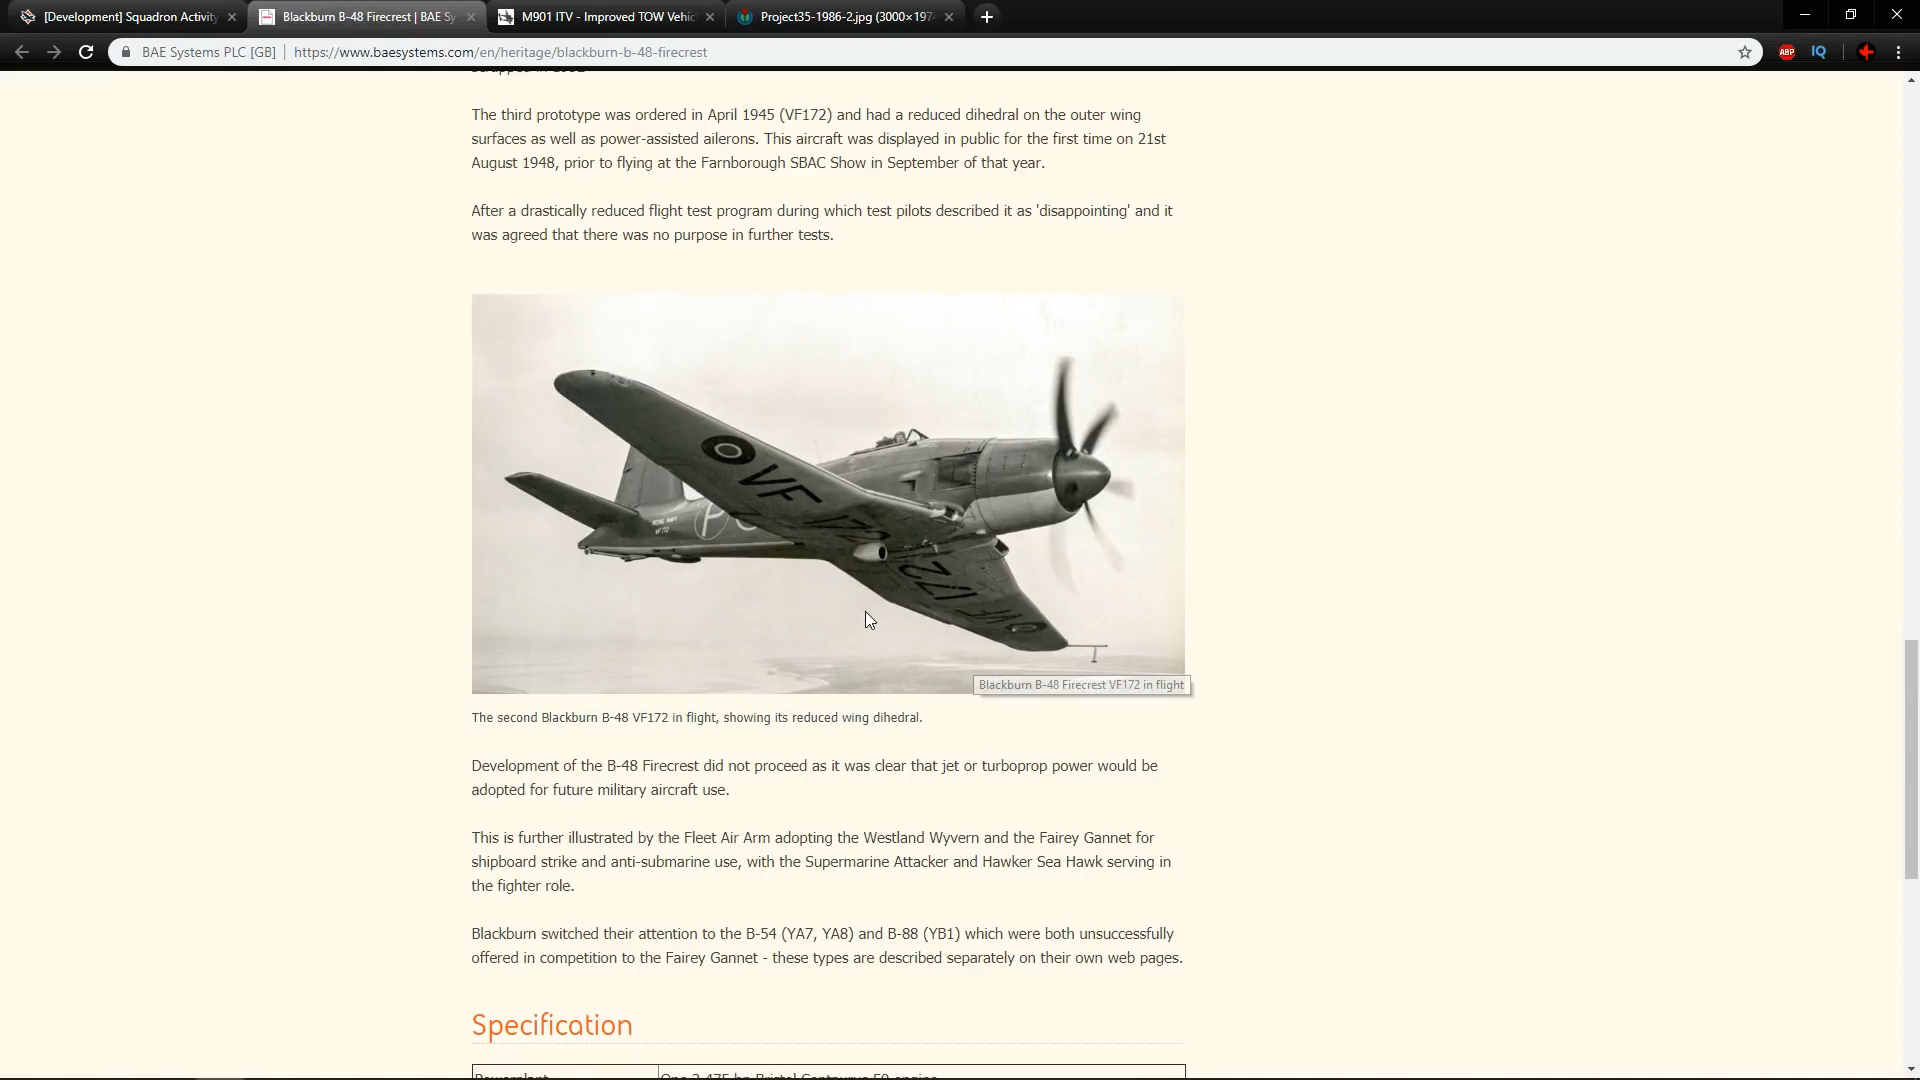 [Development] Squadron Activity
Blackburn B-48 Firecrest | BAE Sy
M901 ITV - Improved TOW Vehic
Project35-1986-2.jpg (3000×197
BAE Systems PLC [GB] | https://www.baesystems.com/en/heritage/blackburn-b-48-firecrest
ABP
IQ
The third prototype was ordered in April 1945 (VF172) and had a reduced dihedral on the outer wing
surfaces as well as power-assisted ailerons. This aircraft was displayed in public for the first time on 21st
August 1948, prior to flying at the Farnborough SBAC Show in September of that year.
After a drastically reduced flight test program during which test pilots described it as 'disappointing' and it
was agreed that there was no purpose in further tests.
VF 172
ROYAL NAVY
VF 172
P
VF 172
Blackburn B-48 Firecrest VF172 in flight
The second Blackburn B-48 VF172 in flight, showing its reduced wing dihedral.
Development of the B-48 Firecrest did not proceed as it was clear that jet or turboprop power would be
adopted for future military aircraft use.
This is further illustrated by the Fleet Air Arm adopting the Westland Wyvern and the Fairey Gannet for
shipboard strike and anti-submarine use, with the Supermarine Attacker and Hawker Sea Hawk serving in
the fighter role.
Blackburn switched their attention to the B-54 (YA7, YA8) and B-88 (YB1) which were both unsuccessfully
offered in competition to the Fairey Gannet - these types are described separately on their own web pages.
Specification
Powerplant One 2,475 hp Bristol Centaurus 59 engine